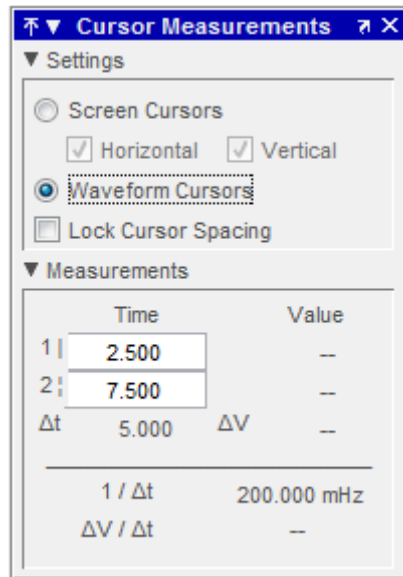 Cursor Measurements
Settings
Screen Cursors
Horizontal Vertical
Waveform Cursors
Lock Cursor Spacing
Measurements
Time Value
1 | 2.500 --
2 ¦ 7.500 --
Δt 5.000 ΔV --
1 / Δt 200.000 mHz
ΔV / Δt --